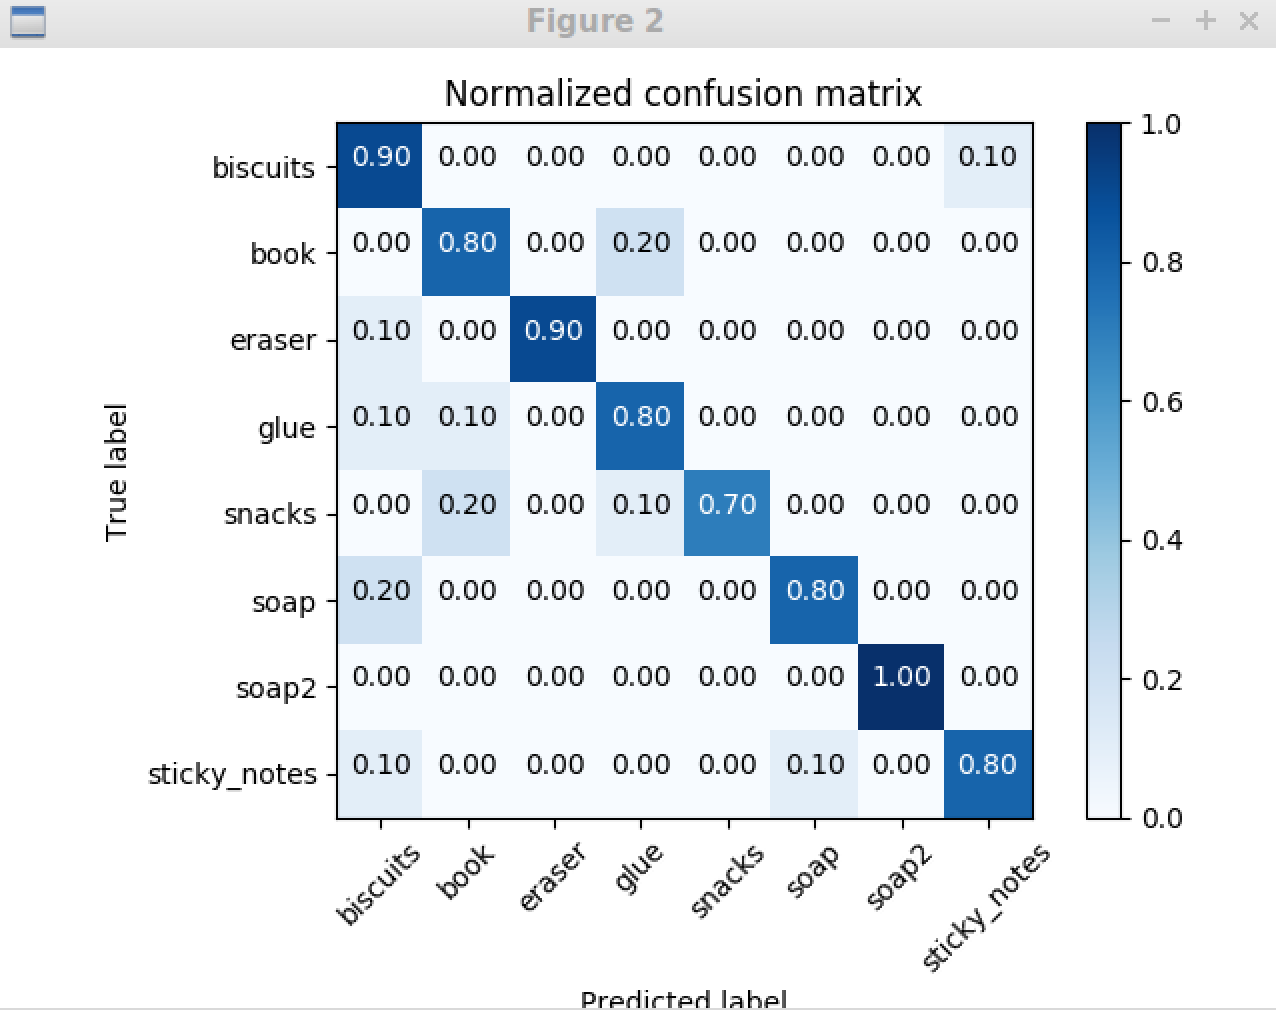 Figure 2
Normalized confusion matrix
biscuits 0.90 0.00 0.00 0.00 0.00 0.00 0.00 0.10
book 0.00 0.80 0.00 0.20 0.00 0.00 0.00 0.00
eraser 0.10 0.00 0.90 0.00 0.00 0.00 0.00 0.00
glue 0.10 0.10 0.00 0.80 0.00 0.00 0.00 0.00
snacks 0.00 0.20 0.00 0.10 0.70 0.00 0.00 0.00
soap 0.20 0.00 0.00 0.00 0.00 0.80 0.00 0.00
soap2 0.00 0.00 0.00 0.00 0.00 0.00 1.00 0.00
sticky_notes 0.10 0.00 0.00 0.00 0.00 0.10 0.00 0.80
True label
biscuits book eraser glue snacks soap soap2 sticky_notes
Predicted label
1.0
0.8
0.6
0.4
0.2
0.0